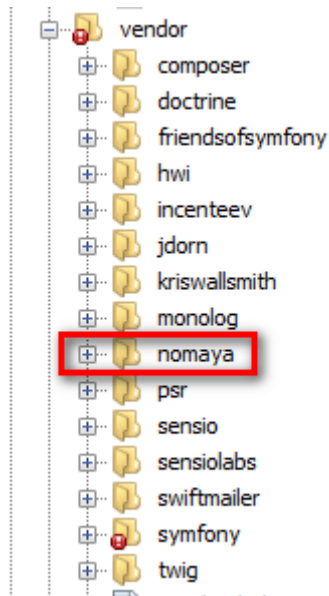 vendor
composer
doctrine
friendsofsymfony
hwi
incenteev
jdorn
kriswallsmith
monolog
nomaya
psr
sensio
sensiolabs
swiftmailer
symfony
twig